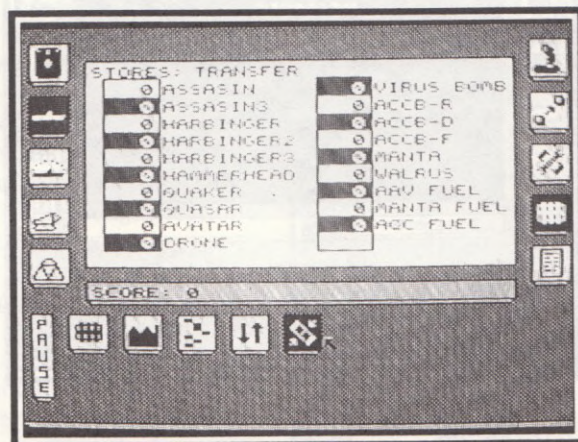 STORES: TRANSFER
0 ASSASIN
0 ASSASIN3
0 HARBINGER
0 HARBINGER2
0 HARBINGER3
0 HAMMERHEAD
0 QUAKER
0 QUASAR
0 AVATAR
0 DRONE
0 VIRUS BOMB
0 ACCB-R
0 ACCB-D
0 ACCB-F
0 MANTA
0 WALRUS
0 AAV FUEL
0 MANTA FUEL
0 AGC FUEL
SCORE: 0
PAUSE